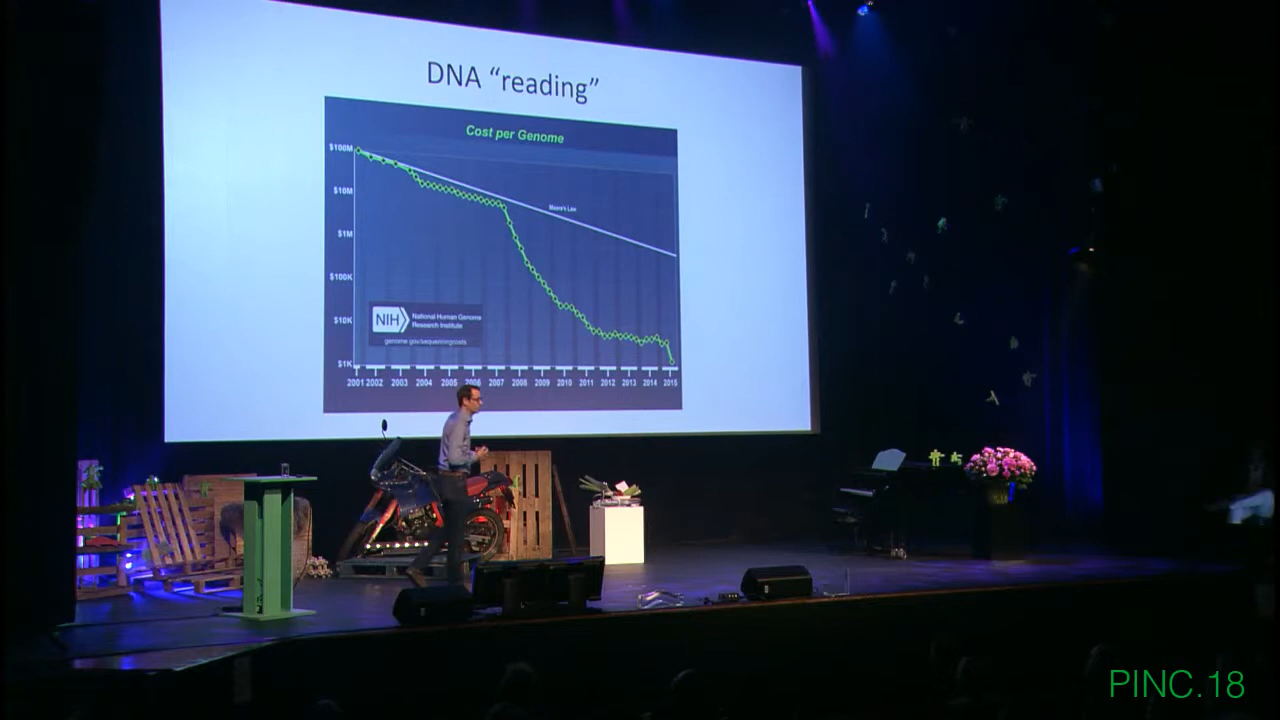 DNA “reading”
Cost per Genome
$100M
$10M
$1M
$100K
$10K
$1K
Moore's Law
NIH
National Human Genome
Research Institute
genome.gov/sequencingcosts
2001 2002 2003 2004 2005 2006 2007 2008 2009 2010 2011 2012 2013 2014 2015
PINC.18